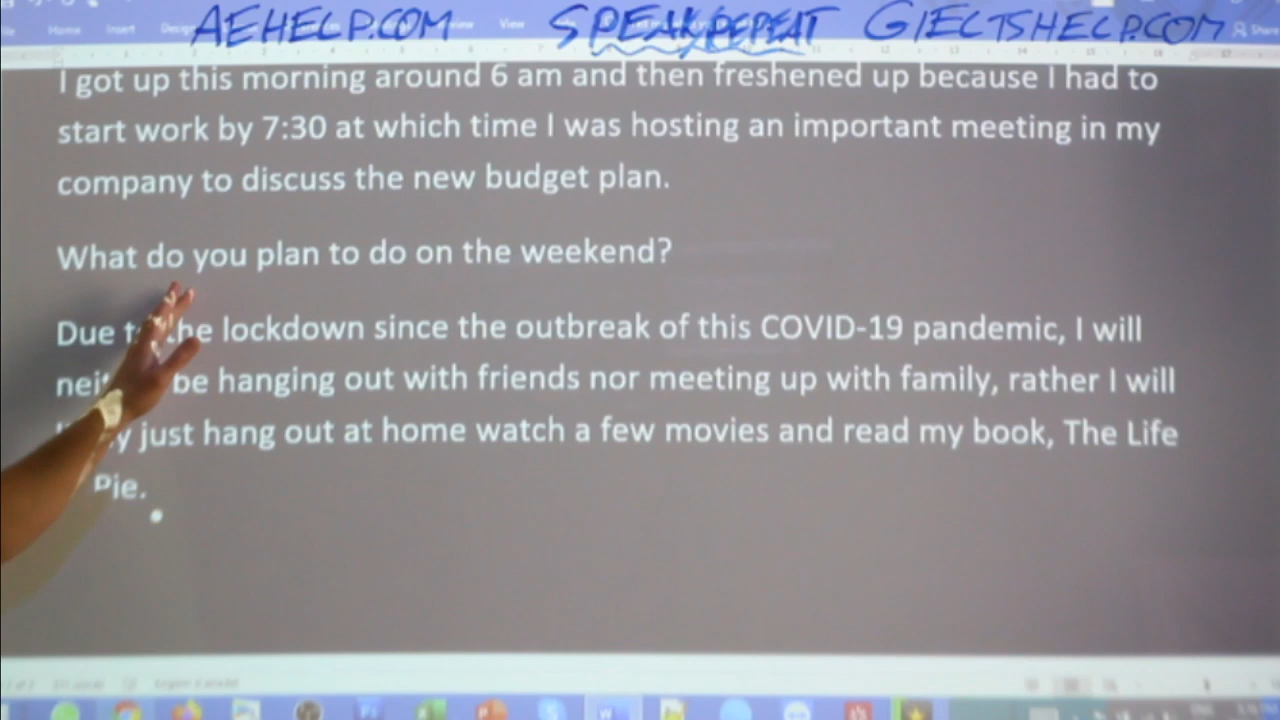 AEHELP.COM SPEAK REPEAT GIELTSHELP.COM
Home Insert View Share
I got up this morning around 6 am and then freshened up because I had to
start work by 7:30 at which time I was hosting an important meeting in my
company to discuss the new budget plan.
What do you plan to do on the weekend?
Due the lockdown since the outbreak of this COVID-19 pandemic, I will
be hanging out with friends nor meeting up with family, rather I will
just hang out at home watch a few movies and read my book, The Life
Pie.